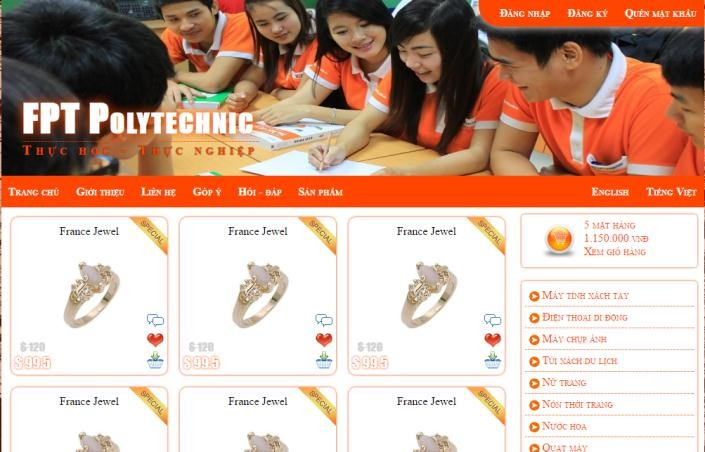 Đăng nhập Đăng ký Quên mật khẩu
FPT Polytechnic
Thực học - Thực nghiệp
Trang chủ Giới thiệu Liên hệ Góp ý Hỏi - đáp Sản phẩm English Tiếng Việt
France Jewel SPECIAL France Jewel SPECIAL France Jewel SPECIAL
$ 120 $ 120 $ 120
$ 99.5 $ 99.5 $ 99.5
France Jewel SPECIAL France Jewel SPECIAL France Jewel SPECIAL
5 mặt hàng
1.150.000 vnđ
Xem giỏ hàng
Máy tính xách tay
Điện thoại di động
Máy chụp ảnh
Túi xách du lịch
Nữ trang
Nón thời trang
Nước hoa
Quạt máy